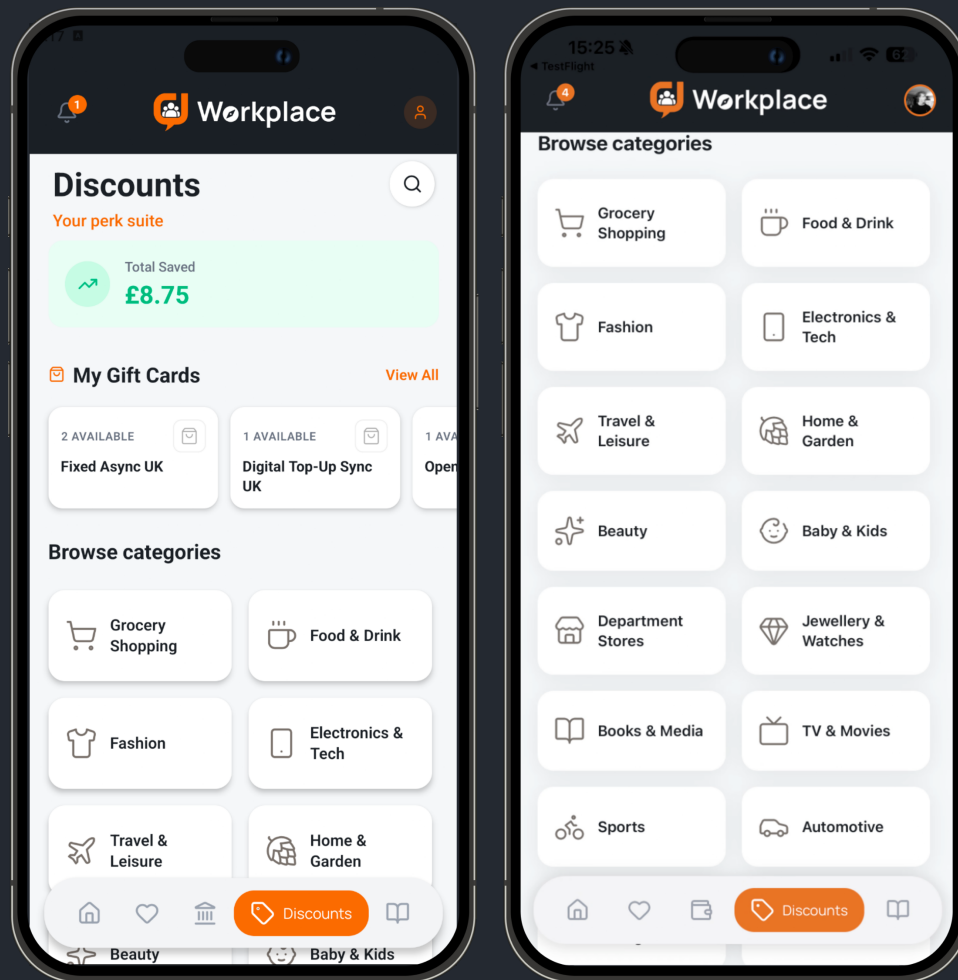 1
Workplace
Discounts
Your perk suite
Total Saved
£8.75
My Gift Cards
View All
2 AVAILABLE
Fixed Async UK
1 AVAILABLE
Digital Top-Up Sync
UK
1 AVA
Open
Browse categories
Grocery
Shopping
Food & Drink
Fashion
Electronics &
Tech
Travel &
Leisure
Home &
Garden
Discounts
Beauty
Baby & Kids
15:25
◄ TestFlight
62
4
Workplace
Browse categories
Grocery
Shopping
Food & Drink
Fashion
Electronics &
Tech
Travel &
Leisure
Home &
Garden
Beauty
Baby & Kids
Department
Stores
Jewellery &
Watches
Books & Media
TV & Movies
Sports
Automotive
Discounts